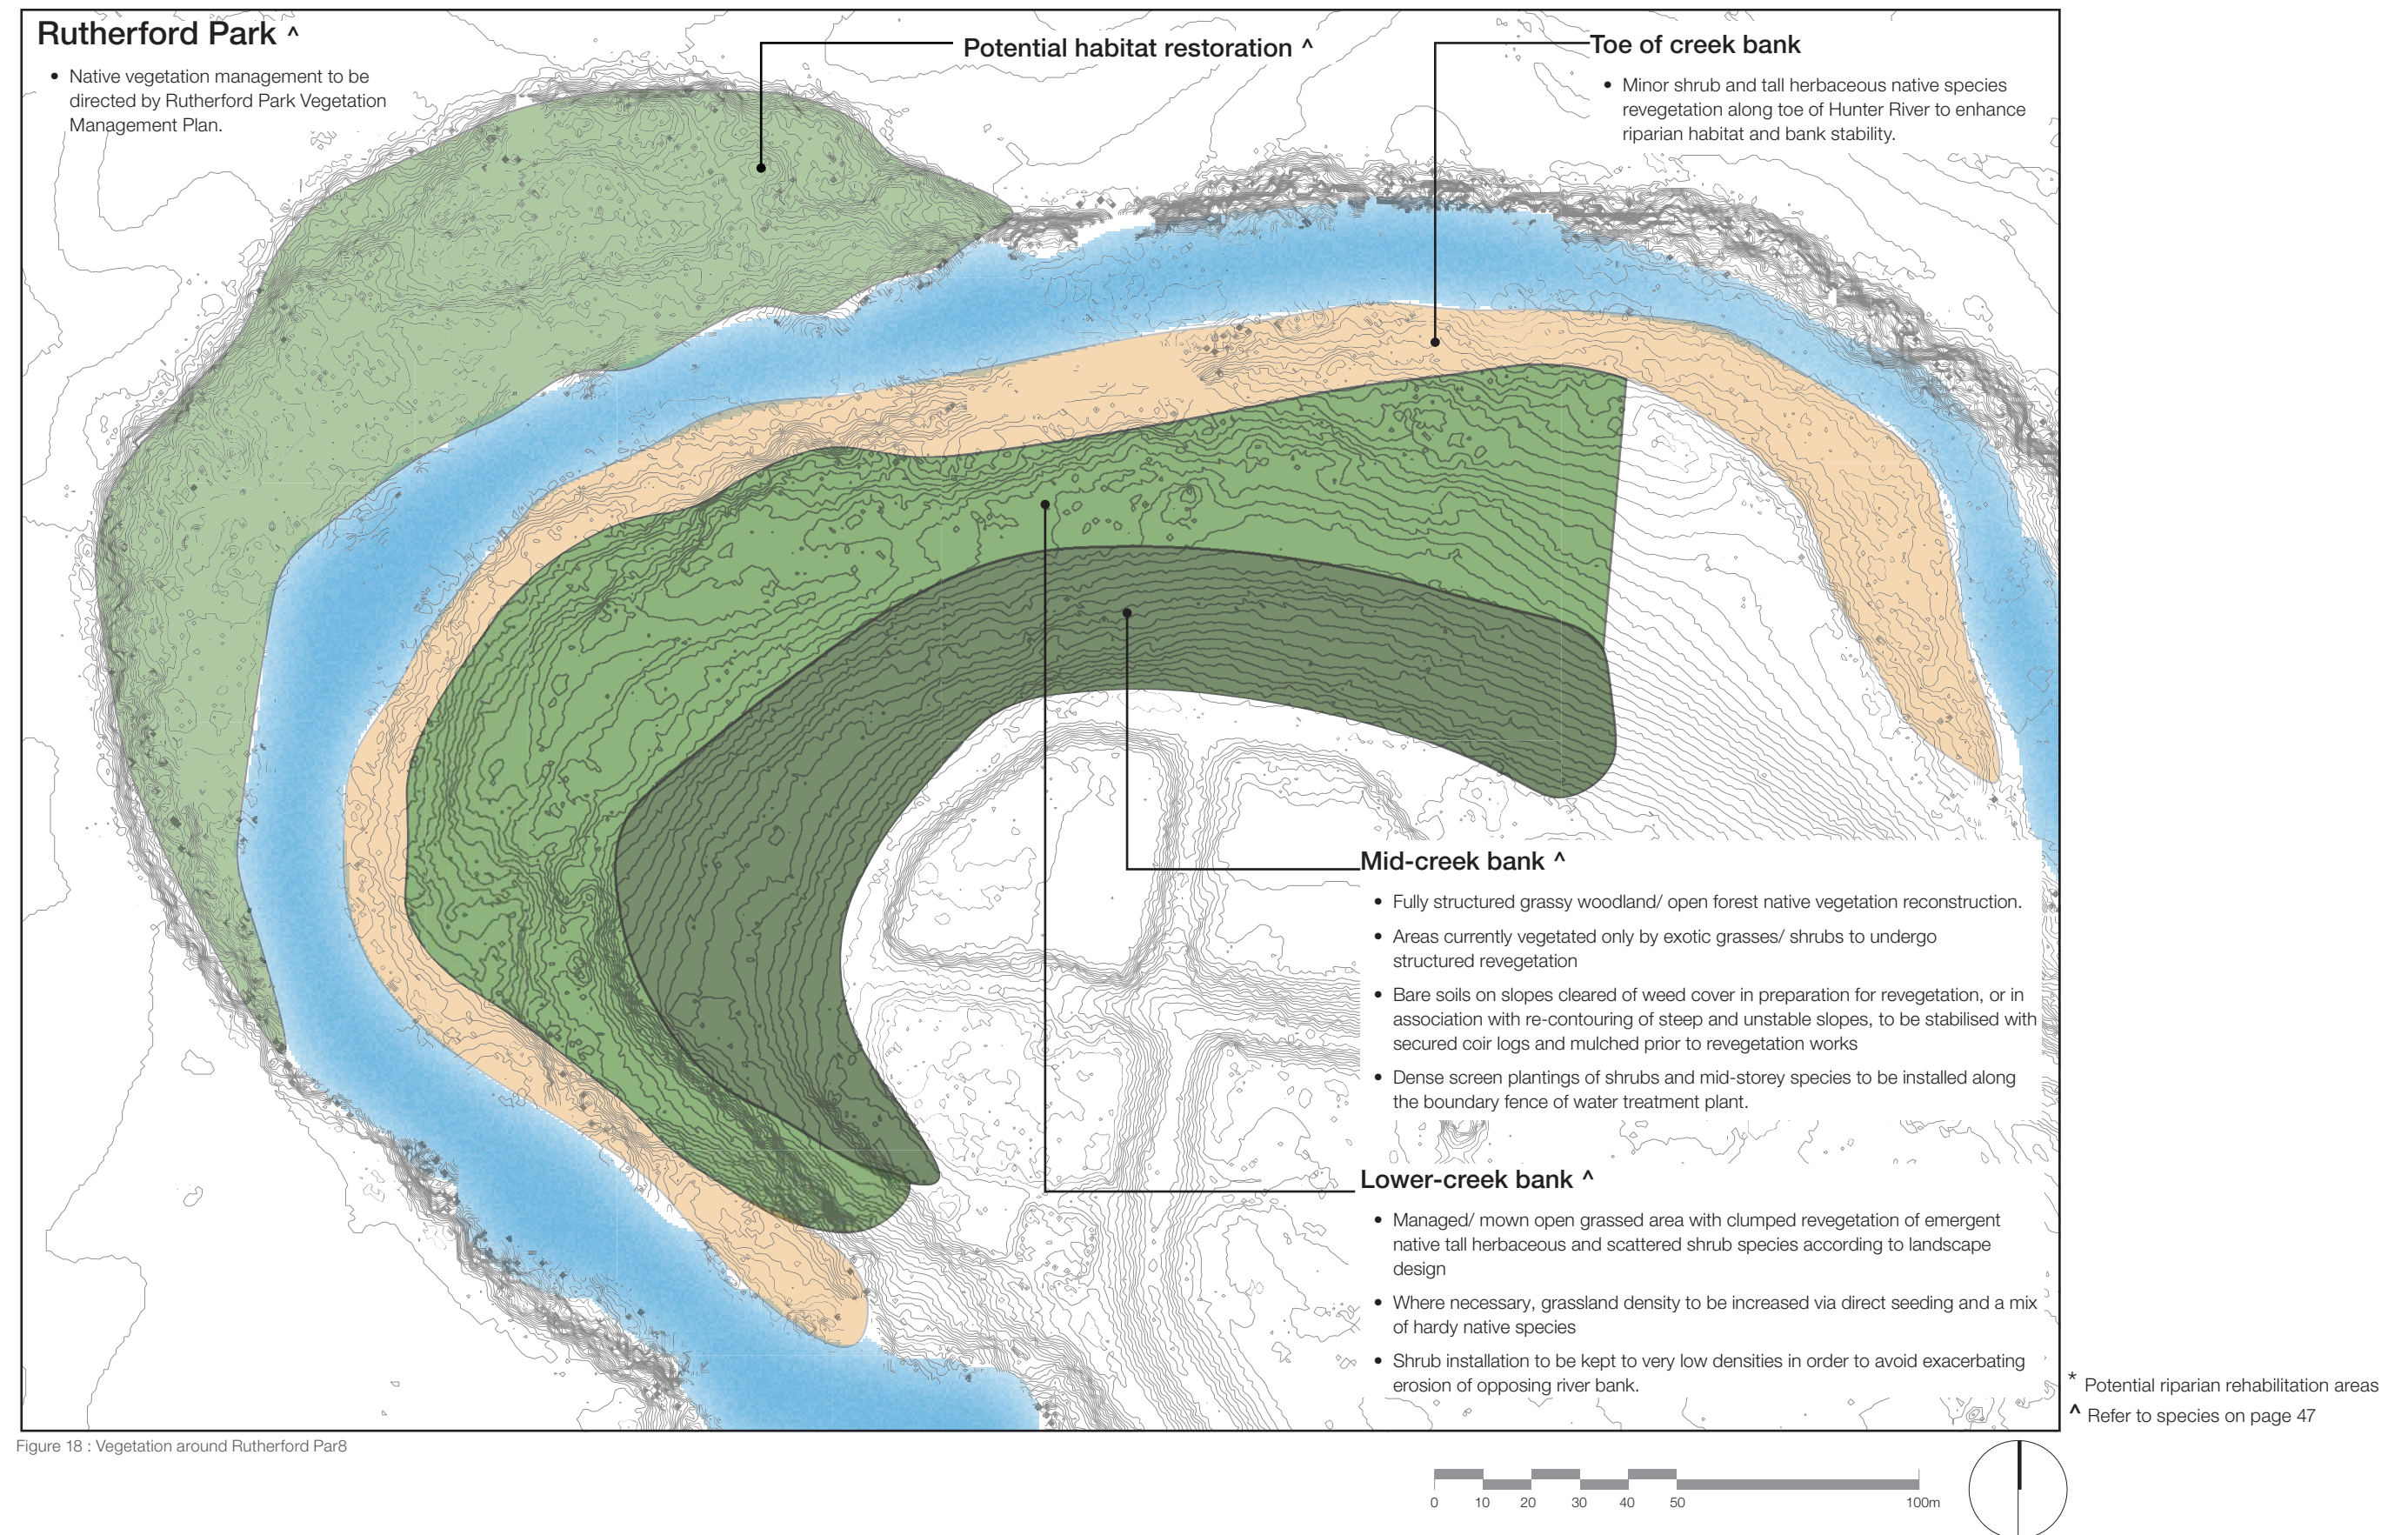 Rutherford Park ^
• Native vegetation management to be
directed by Rutherford Park Vegetation
Management Plan.
Potential habitat restoration ^
Toe of creek bank
• Minor shrub and tall herbaceous native species
revegetation along toe of Hunter River to enhance
riparian habitat and bank stability.
Mid-creek bank ^
• Fully structured grassy woodland/ open forest native vegetation reconstruction.
• Areas currently vegetated only by exotic grasses/ shrubs to undergo
structured revegetation
• Bare soils on slopes cleared of weed cover in preparation for revegetation, or in
association with re-contouring of steep and unstable slopes, to be stabilised with
secured coir logs and mulched prior to revegetation works
• Dense screen plantings of shrubs and mid-storey species to be installed along
the boundary fence of water treatment plant.
Lower-creek bank ^
• Managed/ mown open grassed area with clumped revegetation of emergent
native tall herbaceous and scattered shrub species according to landscape
design
• Where necessary, grassland density to be increased via direct seeding and a mix
of hardy native species
• Shrub installation to be kept to very low densities in order to avoid exacerbating
erosion of opposing river bank.
* Potential riparian rehabilitation areas
^ Refer to species on page 47
Figure 18 : Vegetation around Rutherford Par8
0 10 20 30 40 50 100m